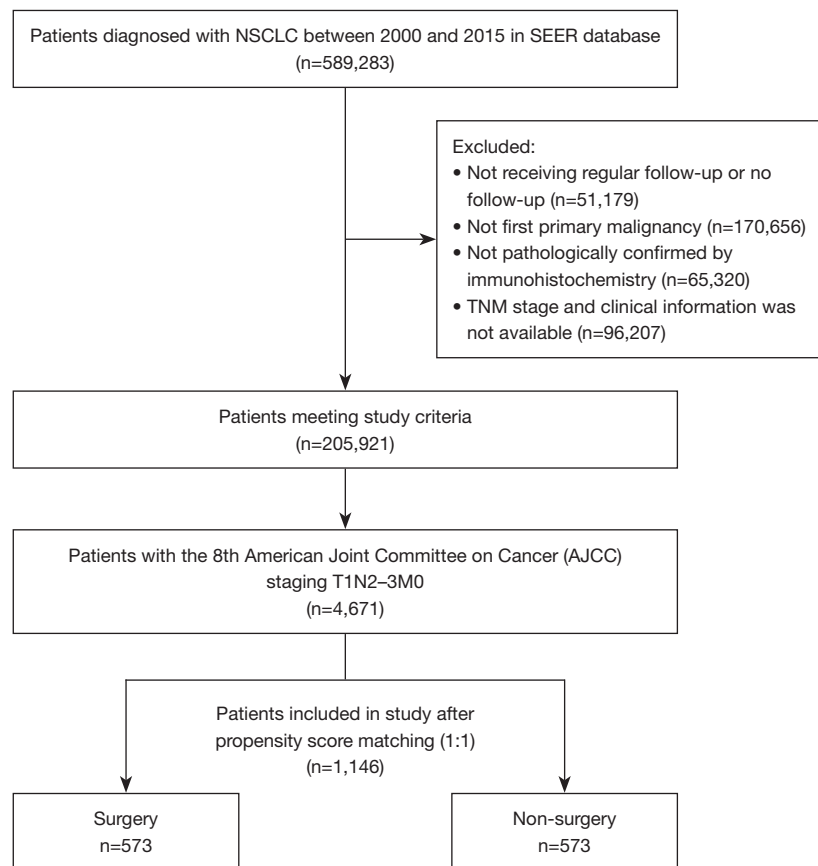 Patients diagnosed with NSCLC between 2000 and 2015 in SEER database
(n=589,283)
Excluded:
• Not receiving regular follow-up or no
follow-up (n=51,179)
• Not first primary malignancy (n=170,656)
• Not pathologically confirmed by
immunohistochemistry (n=65,320)
• TNM stage and clinical information was
not available (n=96,207)
Patients meeting study criteria
(n=205,921)
Patients with the 8th American Joint Committee on Cancer (AJCC)
staging T1N2–3M0
(n=4,671)
Patients included in study after
propensity score matching (1:1)
(n=1,146)
Surgery
n=573
Non-surgery
n=573